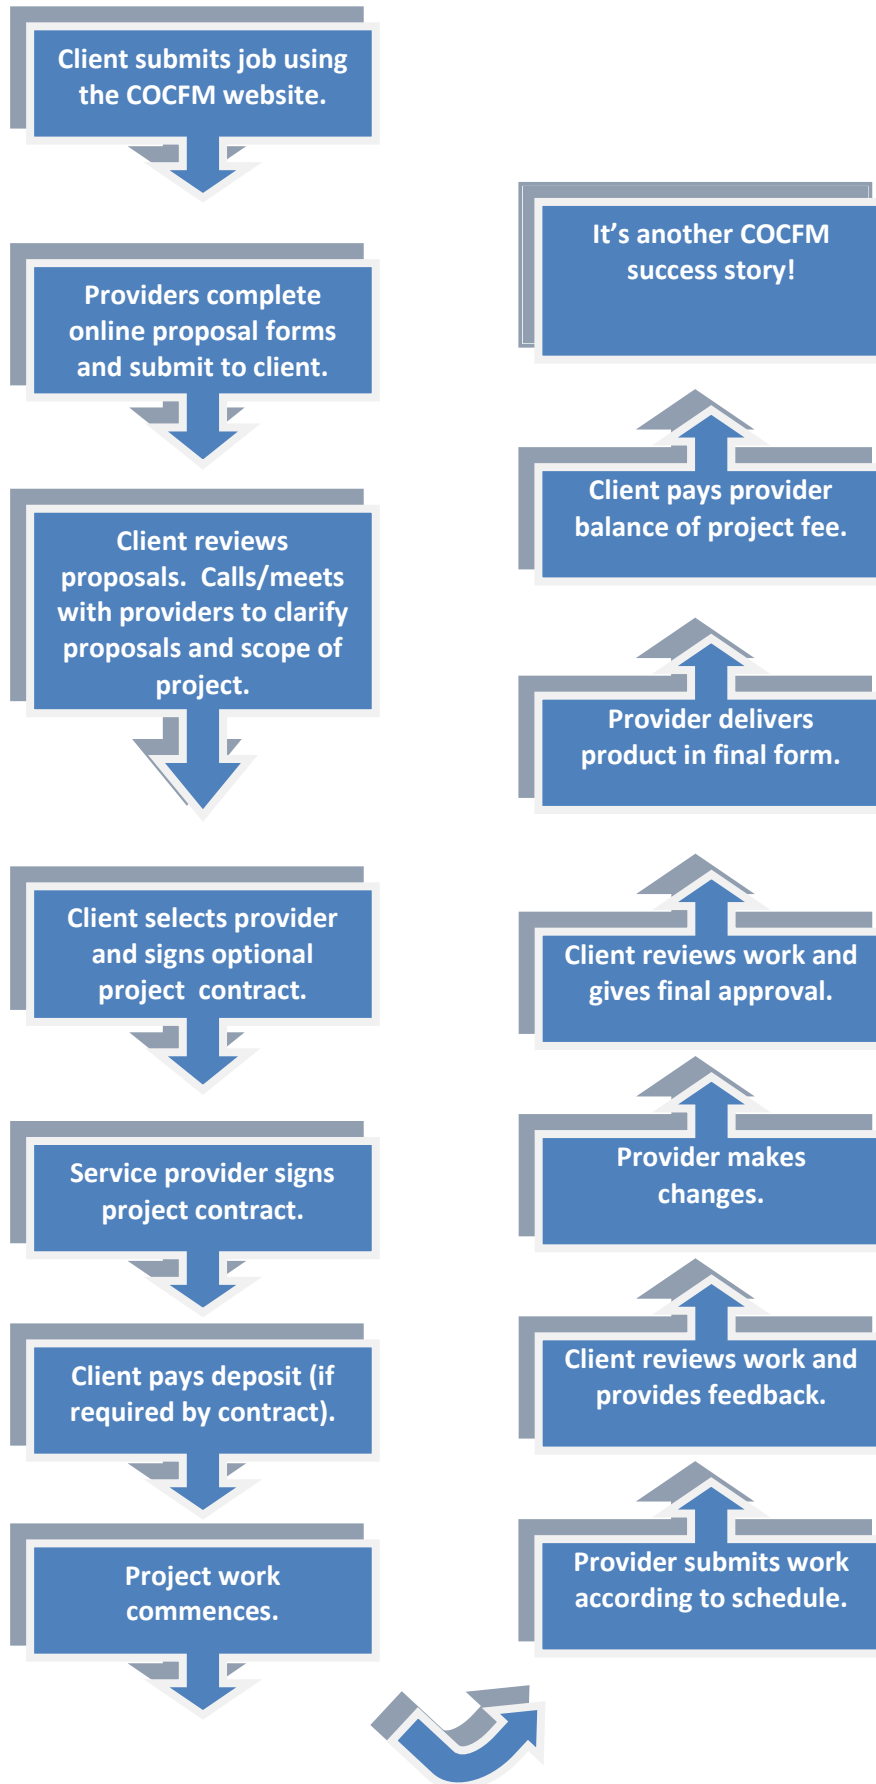 Client submits job using
the COCFM website.
Providers complete
online proposal forms
and submit to client.
Client reviews
proposals.  Calls/meets
with providers to clarify
proposals and scope of
project.
Client selects provider
and signs optional
project  contract.
Service provider signs
project contract.
Client pays deposit (if
required by contract).
Project work
commences.
Provider submits work
according to schedule.
Client reviews work and
provides feedback.
Provider makes
changes.
Client reviews work and
gives final approval.
Provider delivers
product in final form.
Client pays provider
balance of project fee.
It’s another COCFM
success story!